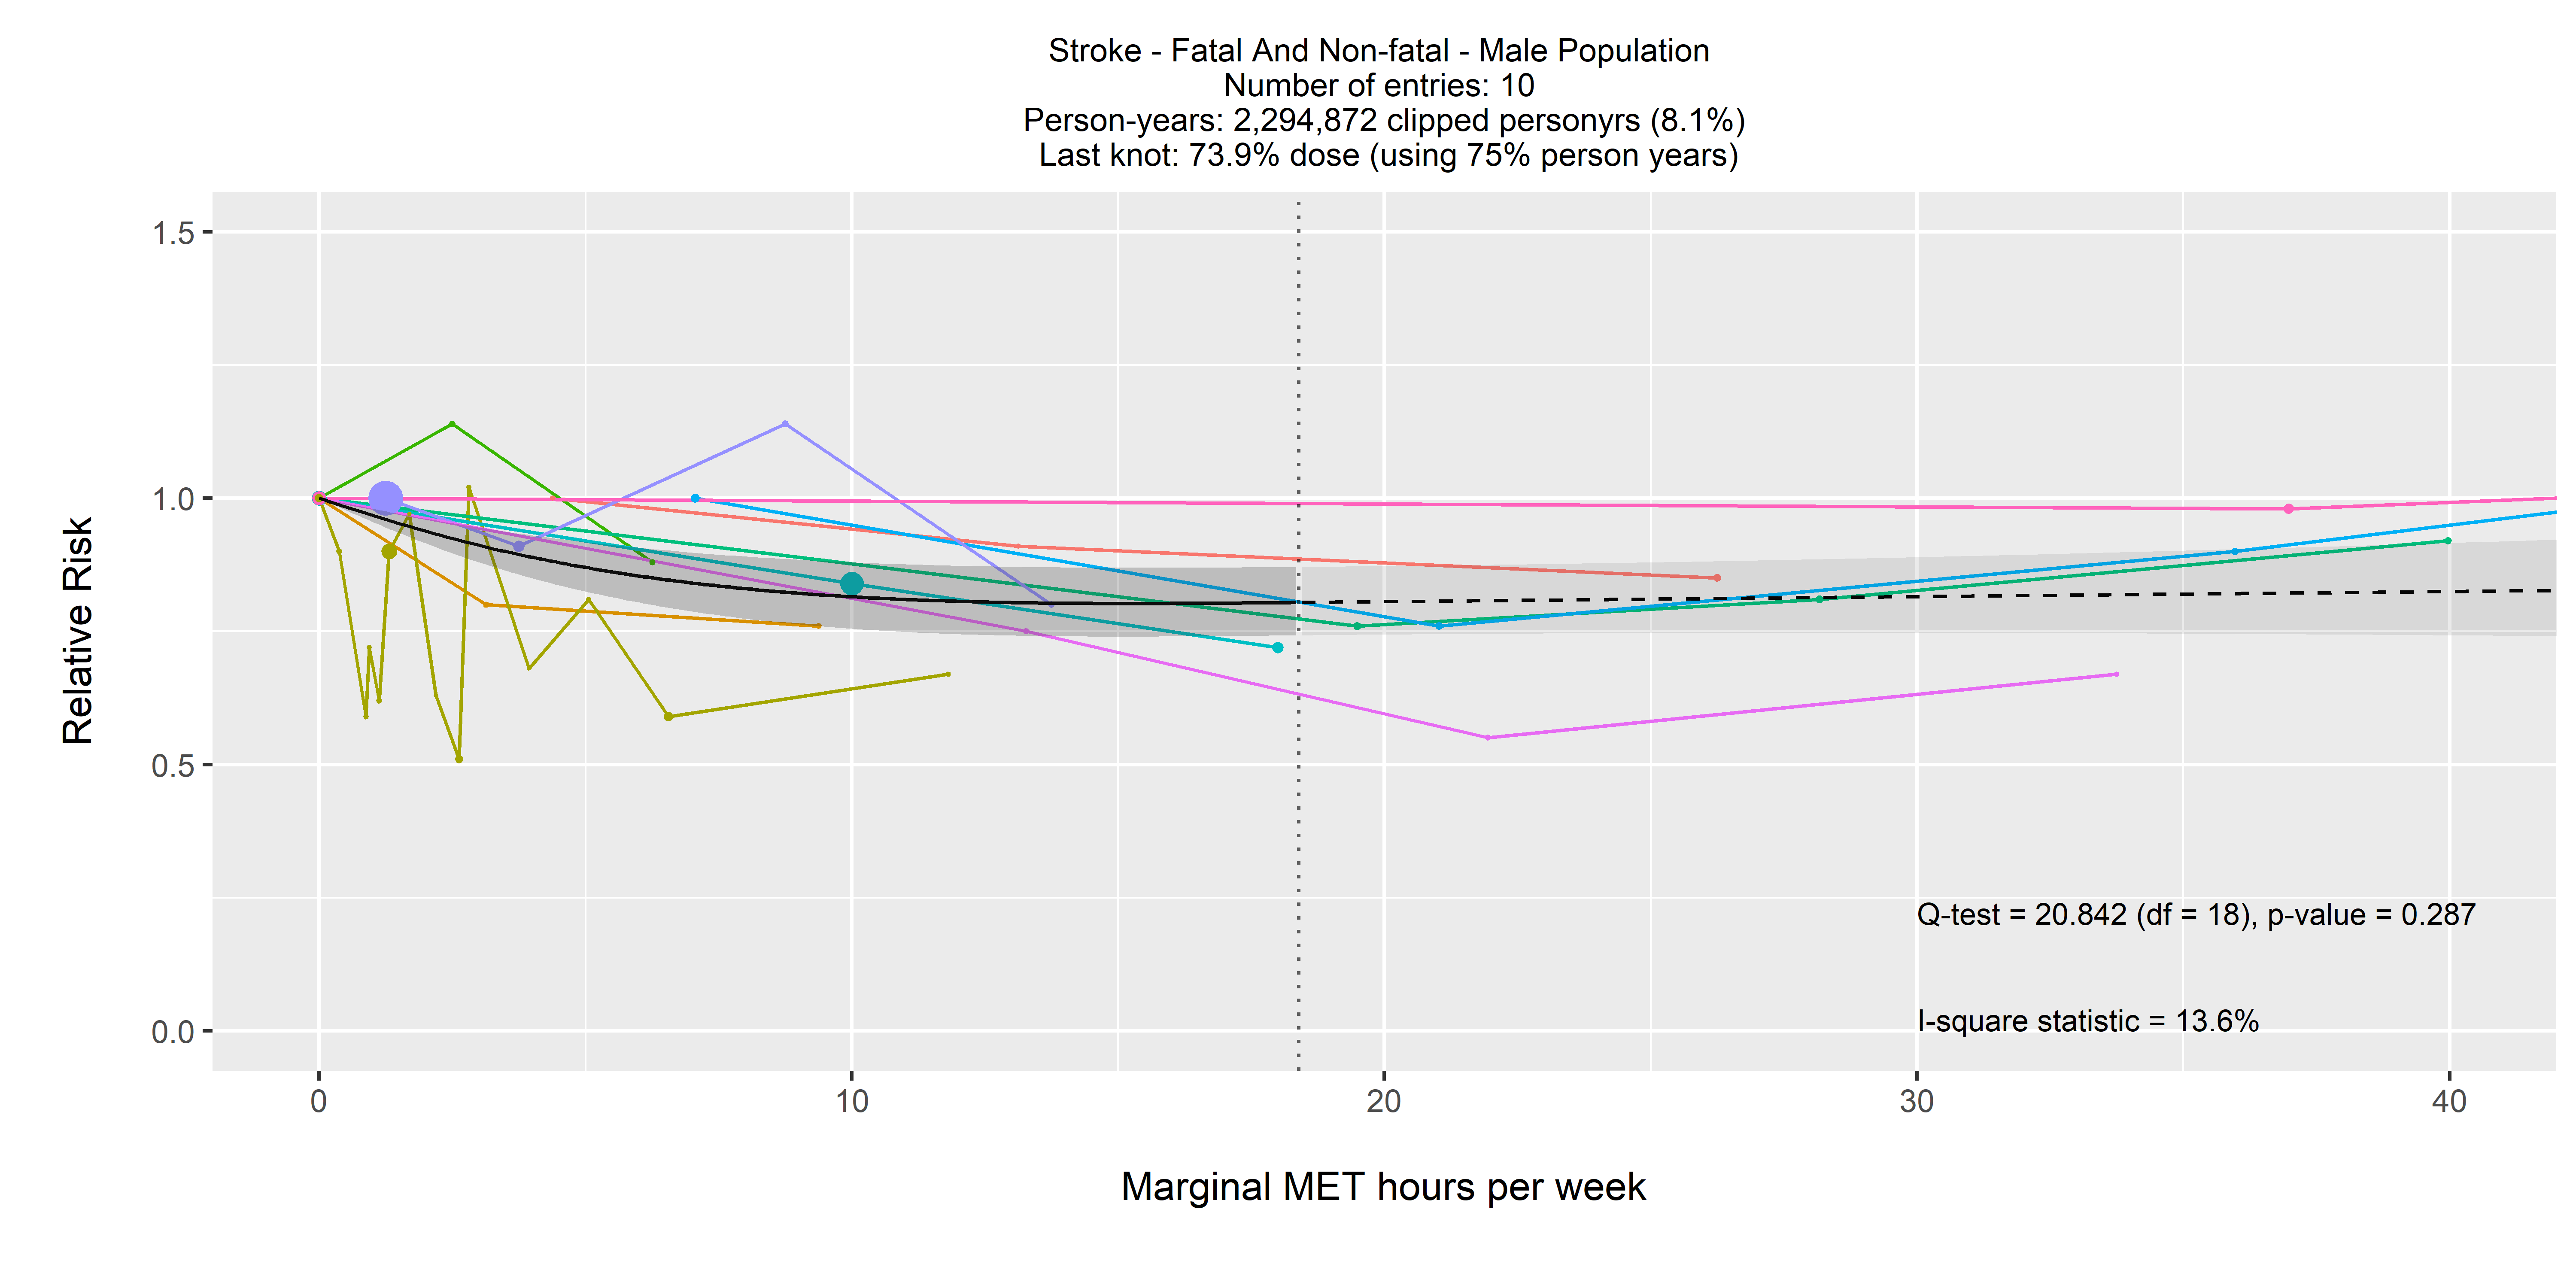 Stroke - Fatal And Non-fatal - Male Population
Number of entries: 10
Person-years: 2,294,872 clipped personyrs (8.1%)
Last knot: 73.9% dose (using 75% person years)
1.5
1.0
0.5
0.0
Relative Risk
Q-test = 20.842 (df = 18), p-value = 0.287
I-square statistic = 13.6%
0 10 20 30 40
Marginal MET hours per week